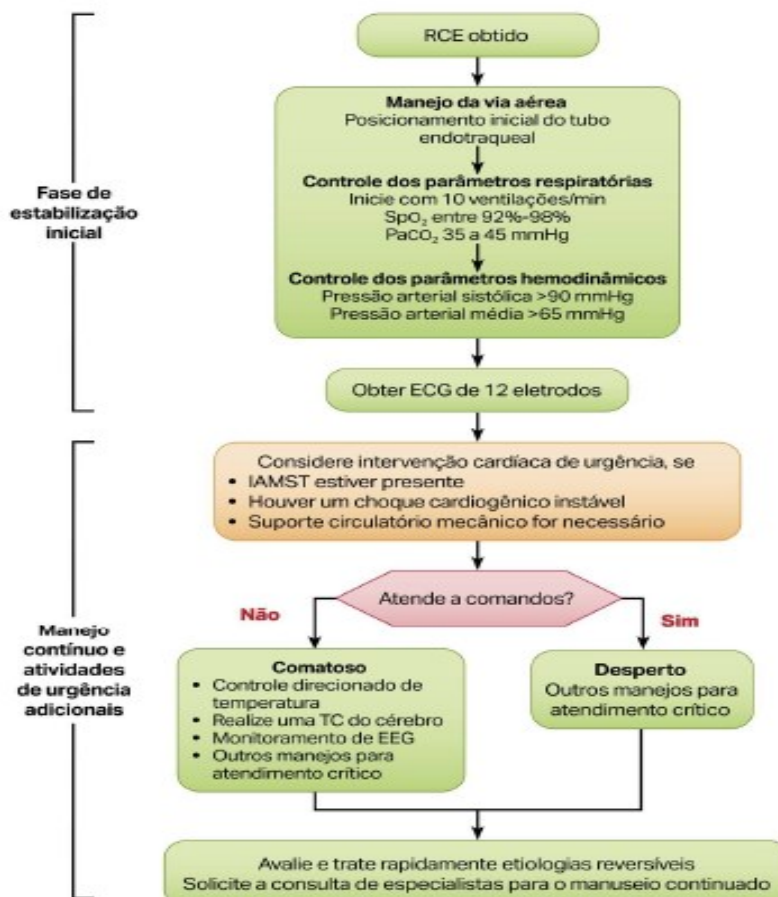 RCE obtido
Manejo da via aérea
Posicionamento inicial do tubo
endotraqueal
Controle dos parâmetros respiratórias
Inicie com 10 ventilações/min
SpO₂ entre 92%-98%
PaCO₂ 35 a 45 mmHg
Controle dos parâmetros hemodinâmicos
Pressão arterial sistólica >90 mmHg
Pressão arterial média >65 mmHg
Fase de
estabilização
inicial
Obter ECG de 12 eletrodos
Considere intervenção cardíaca de urgência, se
• IAMST estiver presente
• Houver um choque cardiogênico instável
• Suporte circulatório mecânico for necessário
Atende a comandos?
Não
Sim
Manejo
contínuo e
atividades
de urgência
adicionais
Comatoso
• Controle direcionado de
temperatura
• Realize uma TC do cérebro
• Monitoramento de EEG
• Outros manejos para
atendimento crítico
Desperto
Outros manejos para
atendimento crítico
Avalie e trate rapidamente etiologias reversíveis
Solicite a consulta de especialistas para o manuseio continuado